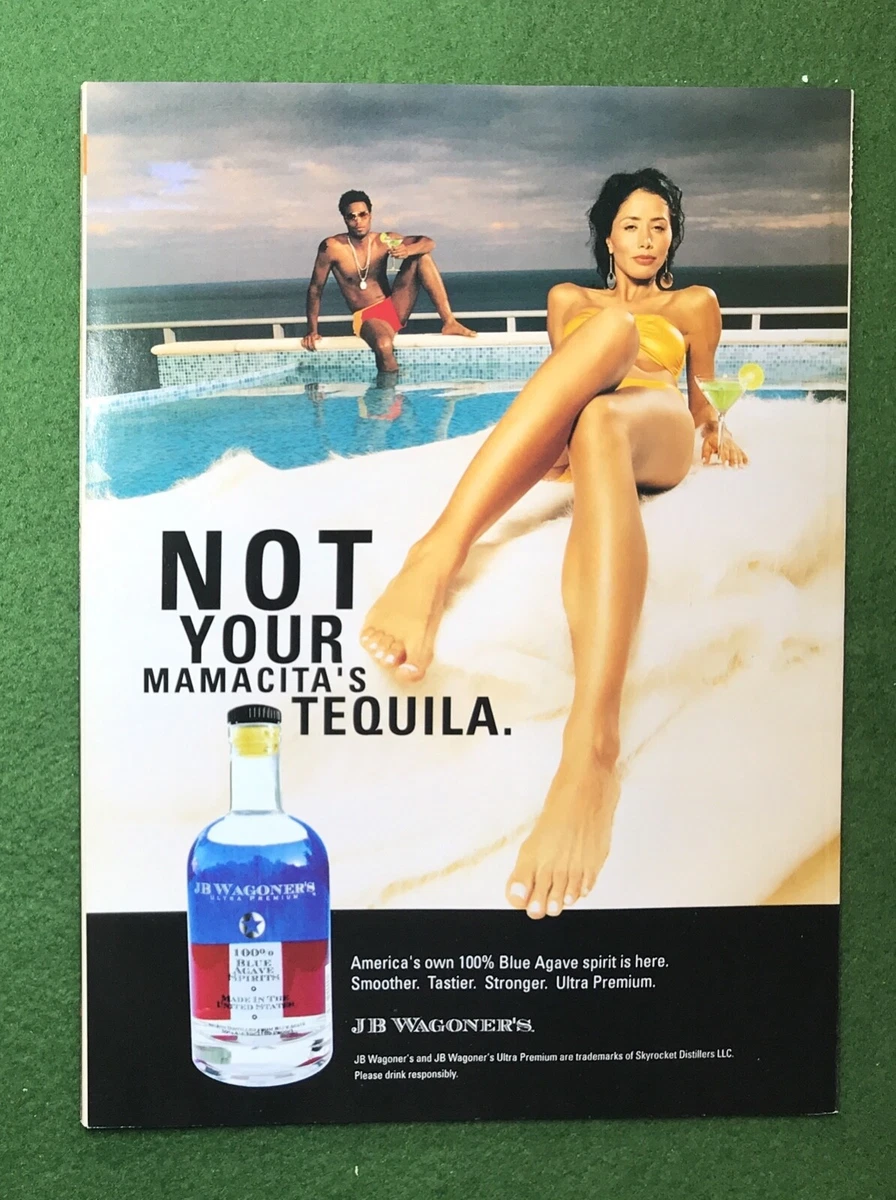 NOT
YOUR
MAMACITA'S
TEQUILA.
JB WAGONER'S
ULTRA PREMIUM
100%
BLUE
AGAVE
SPIRITS
MADE IN THE
UNITED STATES
America's own 100% Blue Agave spirit is here.
Smoother. Tastier. Stronger. Ultra Premium.
JB WAGONER'S
JB Wagoner's and JB Wagoner's Ultra Premium are trademarks of Skyrocket Distillers LLC.
Please drink responsibly.